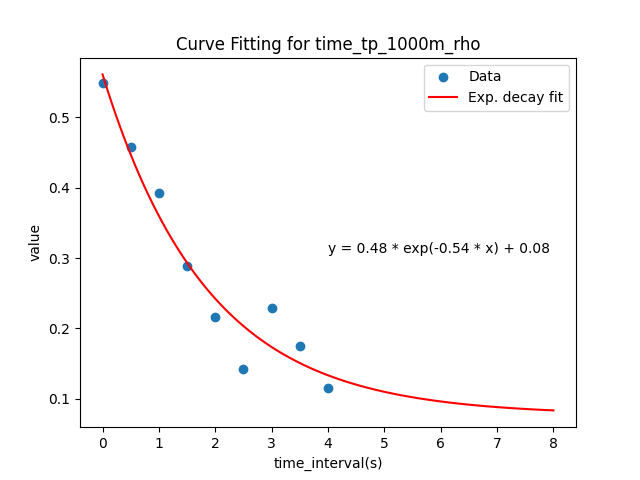 Curve Fitting for time_tp_1000m_rho
Data
Exp. decay fit
y = 0.48 * exp(-0.54 * x) + 0.08
value
0.5
0.4
0.3
0.2
0.1
0 1 2 3 4 5 6 7 8
time_interval(s)